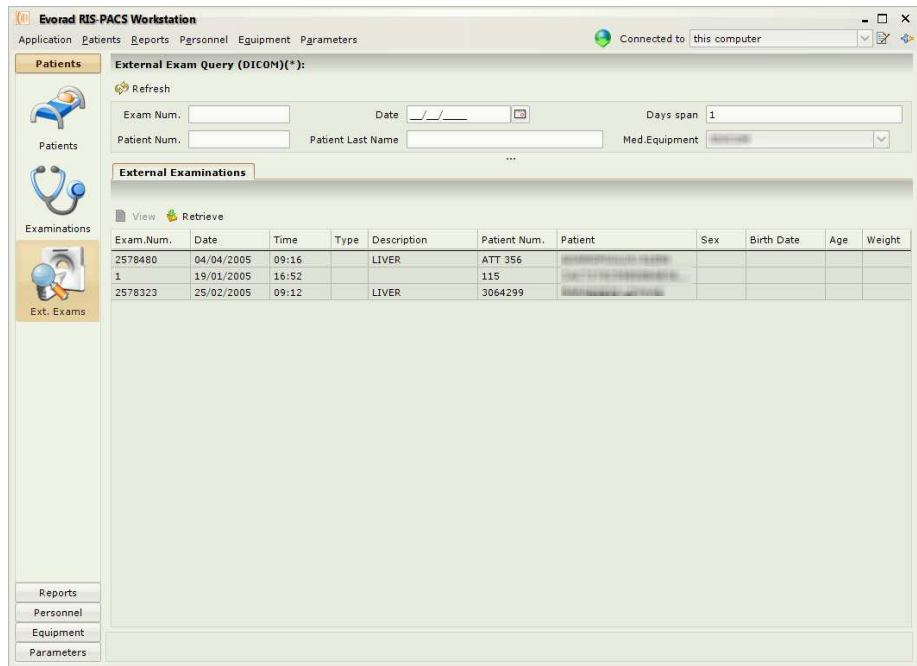 Evorad RIS-PACS Workstation
Application Patients Reports Personnel Equipment Parameters Connected to this computer
Patients
External Exam Query (DICOM)(*):
Refresh
Exam Num. Date __/__/____ Days span 1
Patient Num. Patient Last Name Med.Equipment
...
Patients
External Examinations
View Retrieve
Examinations
Exam.Num. Date Time Type Description Patient Num. Patient Sex Birth Date Age Weight
2578480 04/04/2005 09:16 LIVER ATT 356
1 19/01/2005 16:52 115
2578323 25/02/2005 09:12 LIVER 3064299
Ext. Exams
Reports
Personnel
Equipment
Parameters